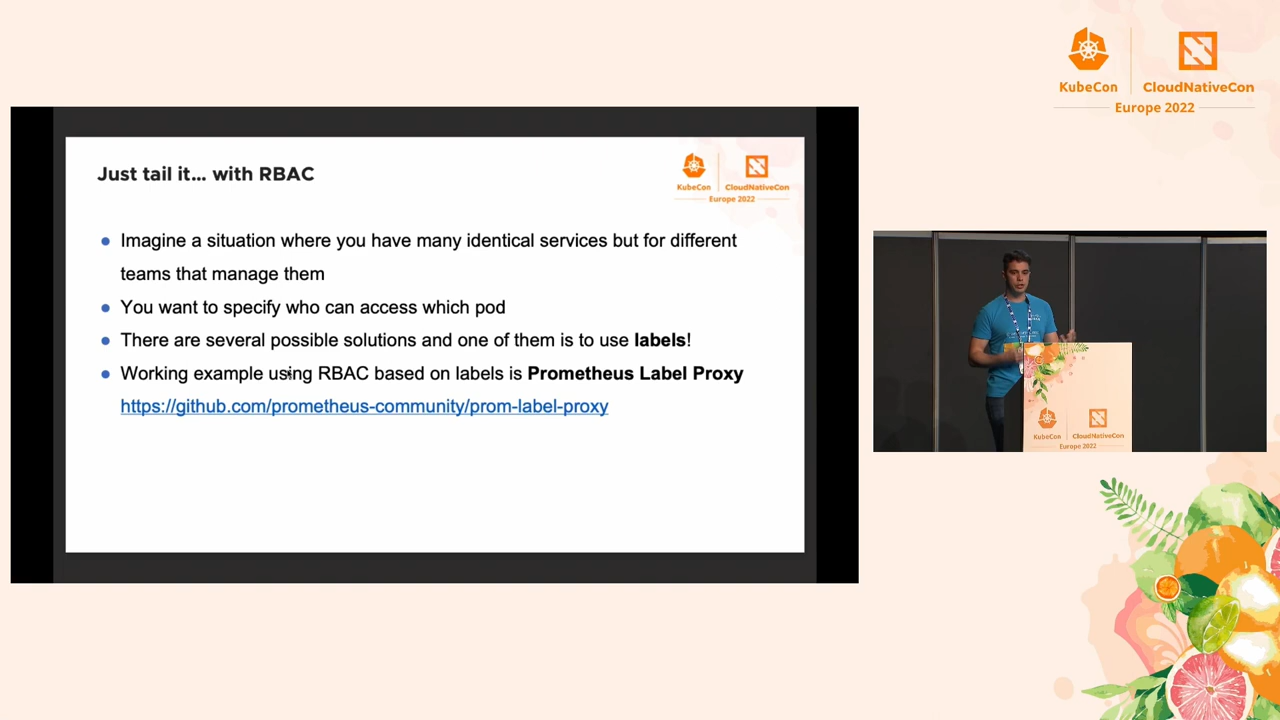 KubeCon
CloudNativeCon
Europe 2022
Just tail it... with RBAC
KubeCon
CloudNativeCon
Europe 2022
Imagine a situation where you have many identical services but for different
teams that manage them
You want to specify who can access which pod
There are several possible solutions and one of them is to use labels!
Working example using RBAC based on labels is Prometheus Label Proxy
https://github.com/prometheus-community/prom-label-proxy
KubeCon
CloudNativeCon
Europe 2022